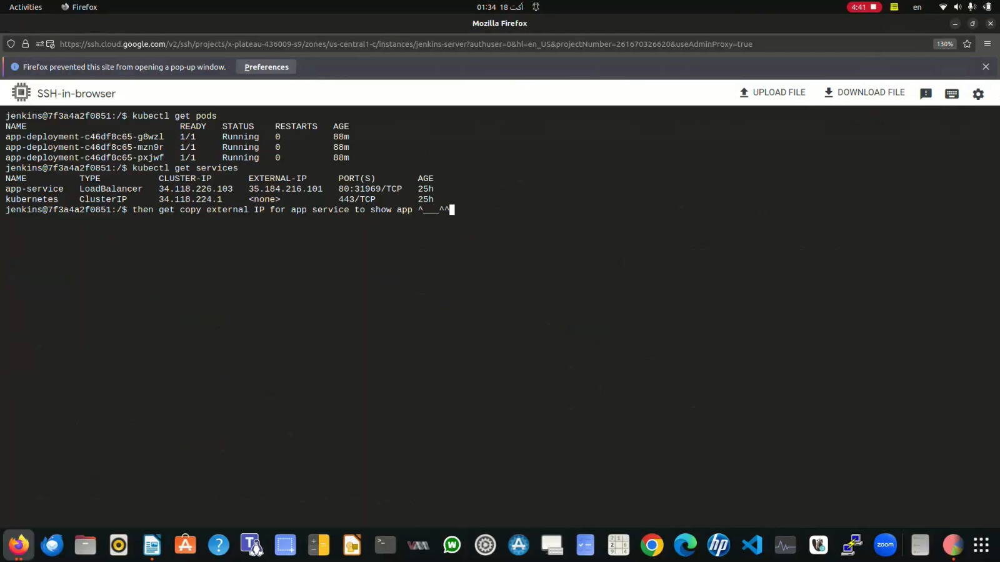 Activities Firefox 01:34 18 أكت 4:41 en
Mozilla Firefox
https://ssh.cloud.google.com/v2/ssh/projects/x-plateau-436009-s9/zones/us-central1-c/instances/jenkins-server?authuser=0&hl=en_US&projectNumber=261670326620&useAdminProxy=true 130%
Firefox prevented this site from opening a pop-up window. Preferences
SSH-in-browser UPLOAD FILE DOWNLOAD FILE
jenkins@7f3a4a2f0851:/$ kubectl get pods
NAME READY STATUS RESTARTS AGE
app-deployment-c46df8c65-g8wzl 1/1 Running 0 88m
app-deployment-c46df8c65-mzn9r 1/1 Running 0 88m
app-deployment-c46df8c65-pxjwf 1/1 Running 0 88m
jenkins@7f3a4a2f0851:/$ kubectl get services
NAME TYPE CLUSTER-IP EXTERNAL-IP PORT(S) AGE
app-service LoadBalancer 34.118.226.103 35.184.216.101 80:31969/TCP 25h
kubernetes ClusterIP 34.118.224.1 <none> 443/TCP 25h
jenkins@7f3a4a2f0851:/$ then get copy external IP for app service to show app ^___^^
zoom